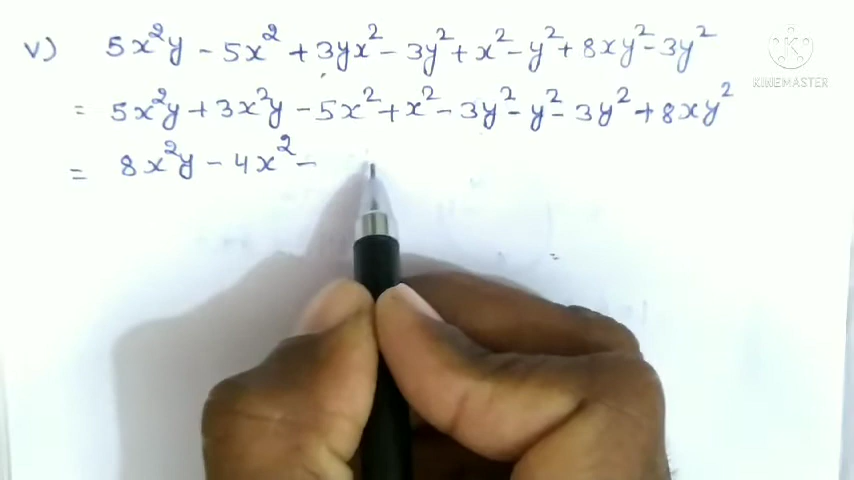 v) 5x²y - 5x² + 3yx² - 3y² + x² - y² + 8xy² - 3y²
KINEMASTER
= 5x²y + 3x²y - 5x² + x² - 3y² - y² - 3y² + 8xy²
= 8x²y - 4x² -